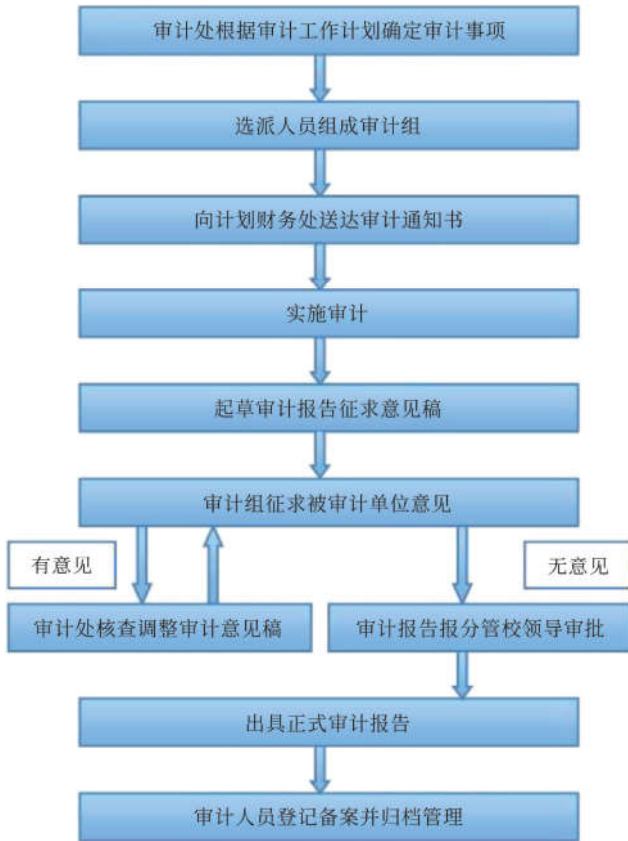 审计处根据审计工作计划确定审计事项
选派人员组成审计组
向计划财务处送达审计通知书
实施审计
起草审计报告征求意见稿
审计组征求被审计单位意见
有意见
无意见
审计处核查调整审计意见稿
审计报告报分管校领导审批
出具正式审计报告
审计人员登记备案并归档管理